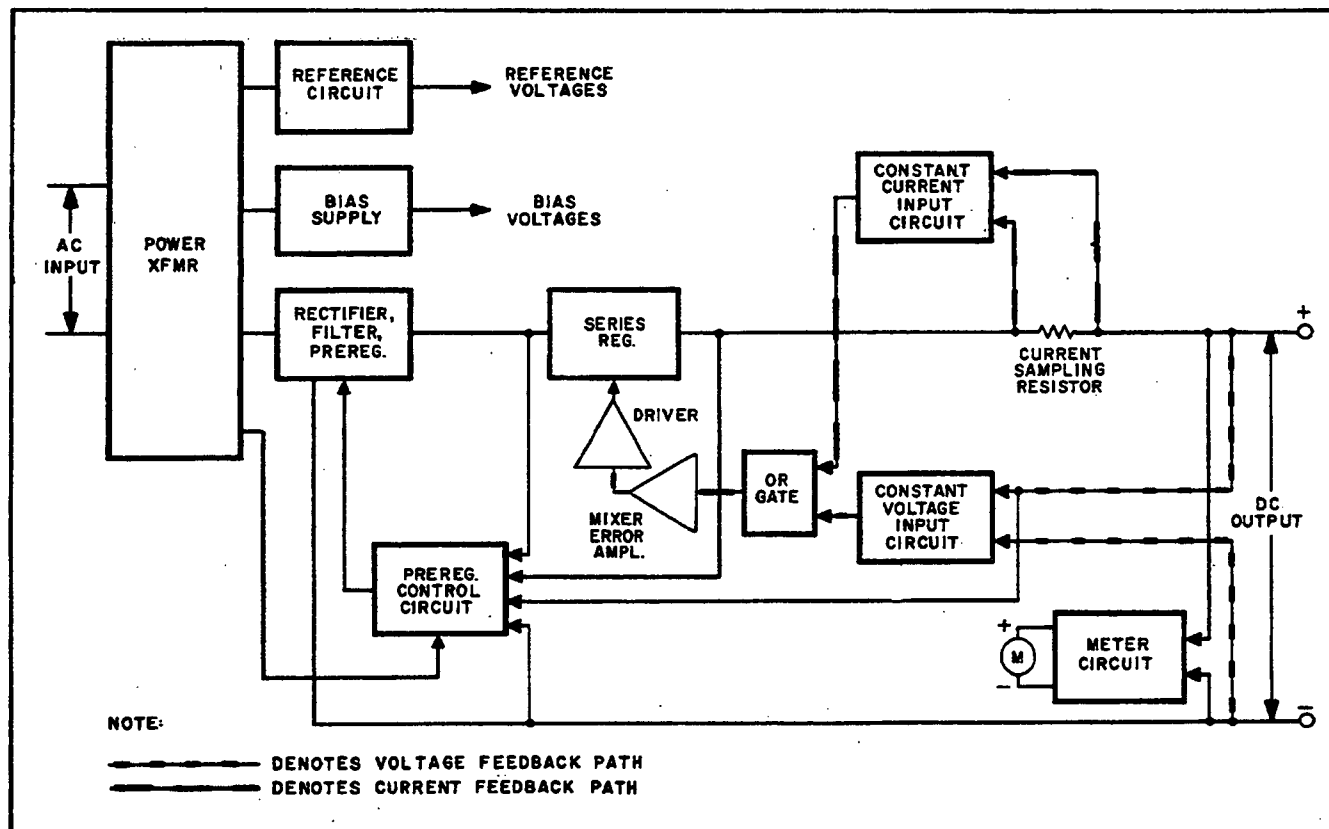 REFERENCE
CIRCUIT
REFERENCE
VOLTAGES
BIAS
SUPPLY
BIAS
VOLTAGES
AC
INPUT
POWER
XFMR
RECTIFIER,
FILTER,
PREREG.
SERIES
REG.
CONSTANT
CURRENT
INPUT
CIRCUIT
+
CURRENT
SAMPLING
RESISTOR
DRIVER
MIXER
ERROR
AMPL.
OR
GATE
CONSTANT
VOLTAGE
INPUT
CIRCUIT
DC
OUTPUT
PREREG.
CONTROL
CIRCUIT
+
M
-
METER
CIRCUIT
-
NOTE:
DENOTES VOLTAGE FEEDBACK PATH
DENOTES CURRENT FEEDBACK PATH